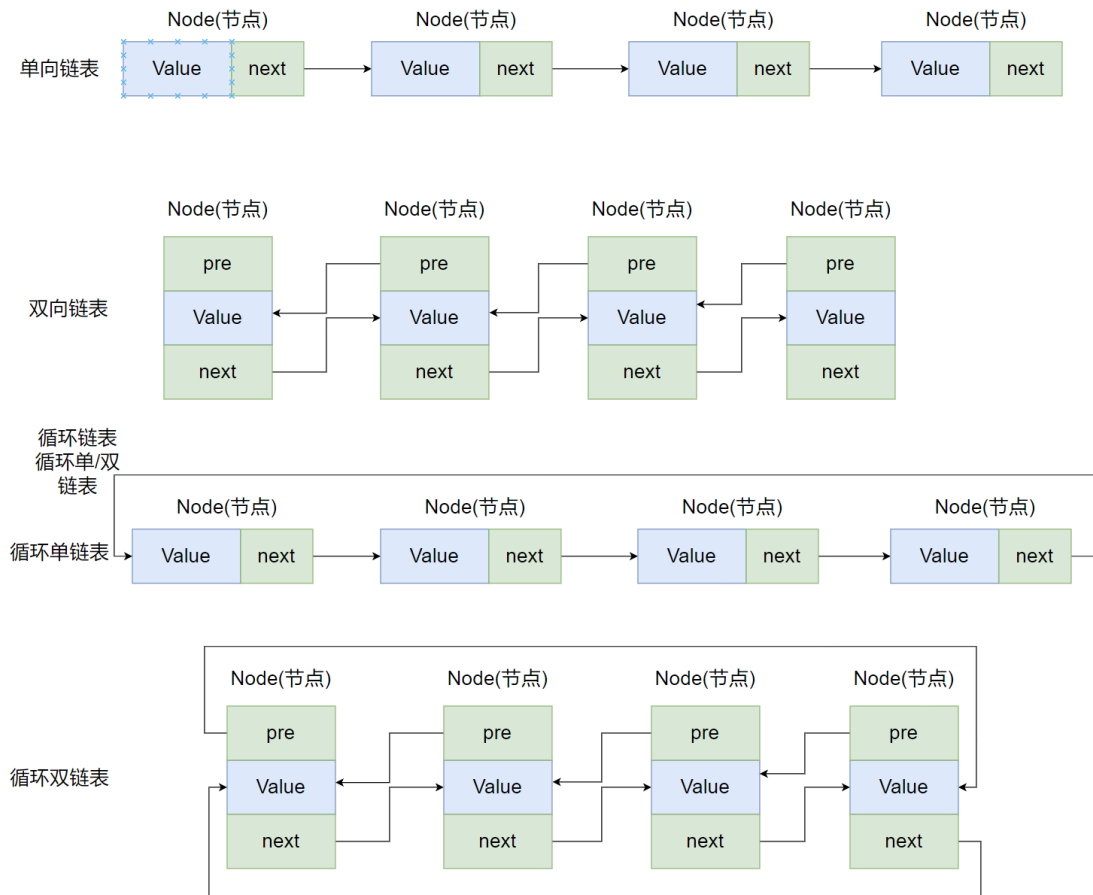 Node(节点) Node(节点) Node(节点) Node(节点)
单向链表 Value next Value next Value next Value next
Node(节点) Node(节点) Node(节点) Node(节点)
pre pre pre pre
双向链表 Value Value Value Value
next next next next
循环链表
循环单/双
链表
Node(节点) Node(节点) Node(节点) Node(节点)
循环单链表 Value next Value next Value next Value next
Node(节点) Node(节点) Node(节点) Node(节点)
pre pre pre pre
循环双链表 Value Value Value Value
next next next next